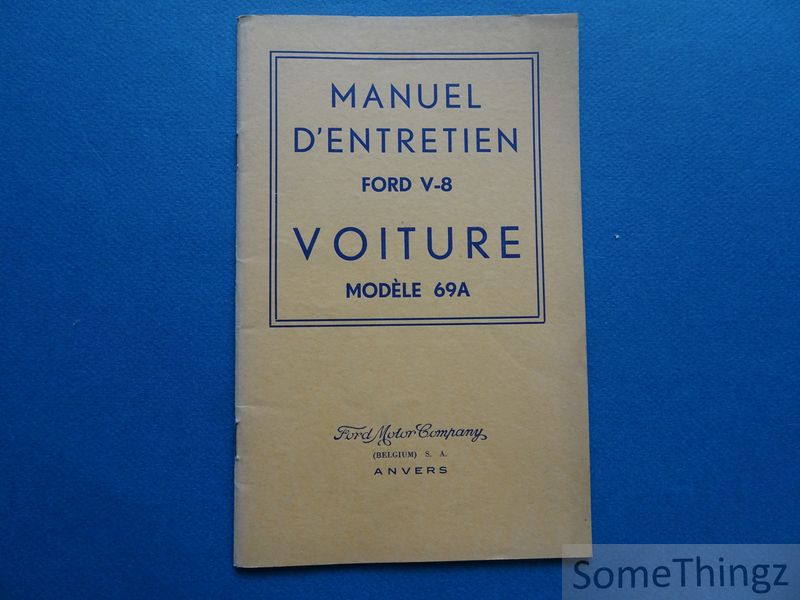 MANUEL
D'ENTRETIEN
FORD V-8
VOITURE
MODÈLE 69A
Ford Motor Company
(BELGIUM) S. A.
ANVERS
SomeThingz